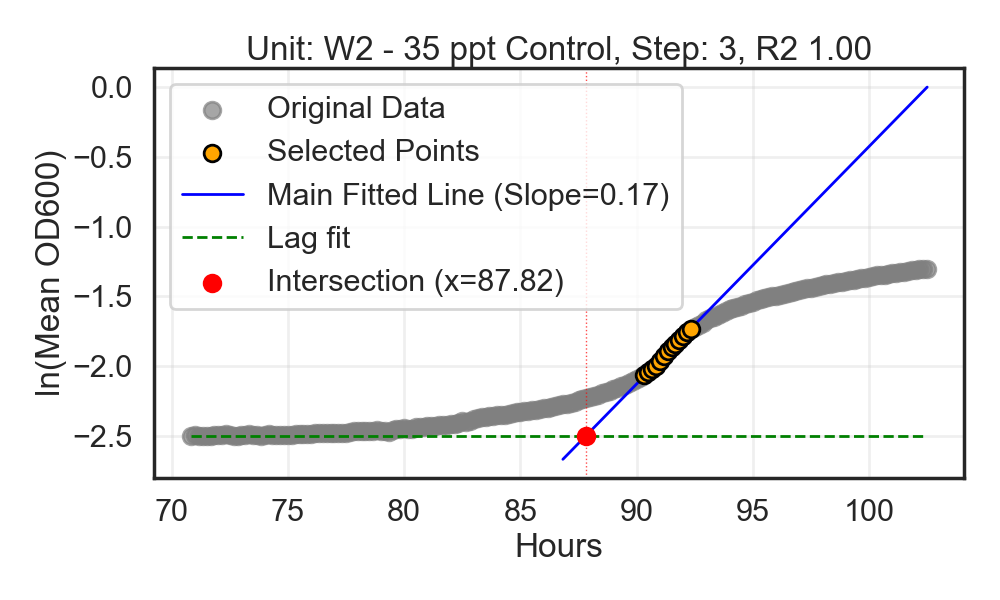 Unit: W2 - 35 ppt Control, Step: 3, R2 1.00
Original Data
Selected Points
Main Fitted Line (Slope=0.17)
Lag fit
Intersection (x=87.82)
ln(Mean OD600)
0.0
−0.5
−1.0
−1.5
−2.0
−2.5
70 75 80 85 90 95 100
Hours